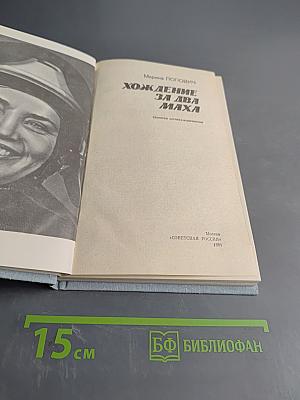 Марина ПОПОВИЧ
ХОЖДЕНИЕ
ЗА ДВА
МАХА
Москва
«СОВЕТСКАЯ РОССИЯ»
15 см
БФ БИБЛИОФАН